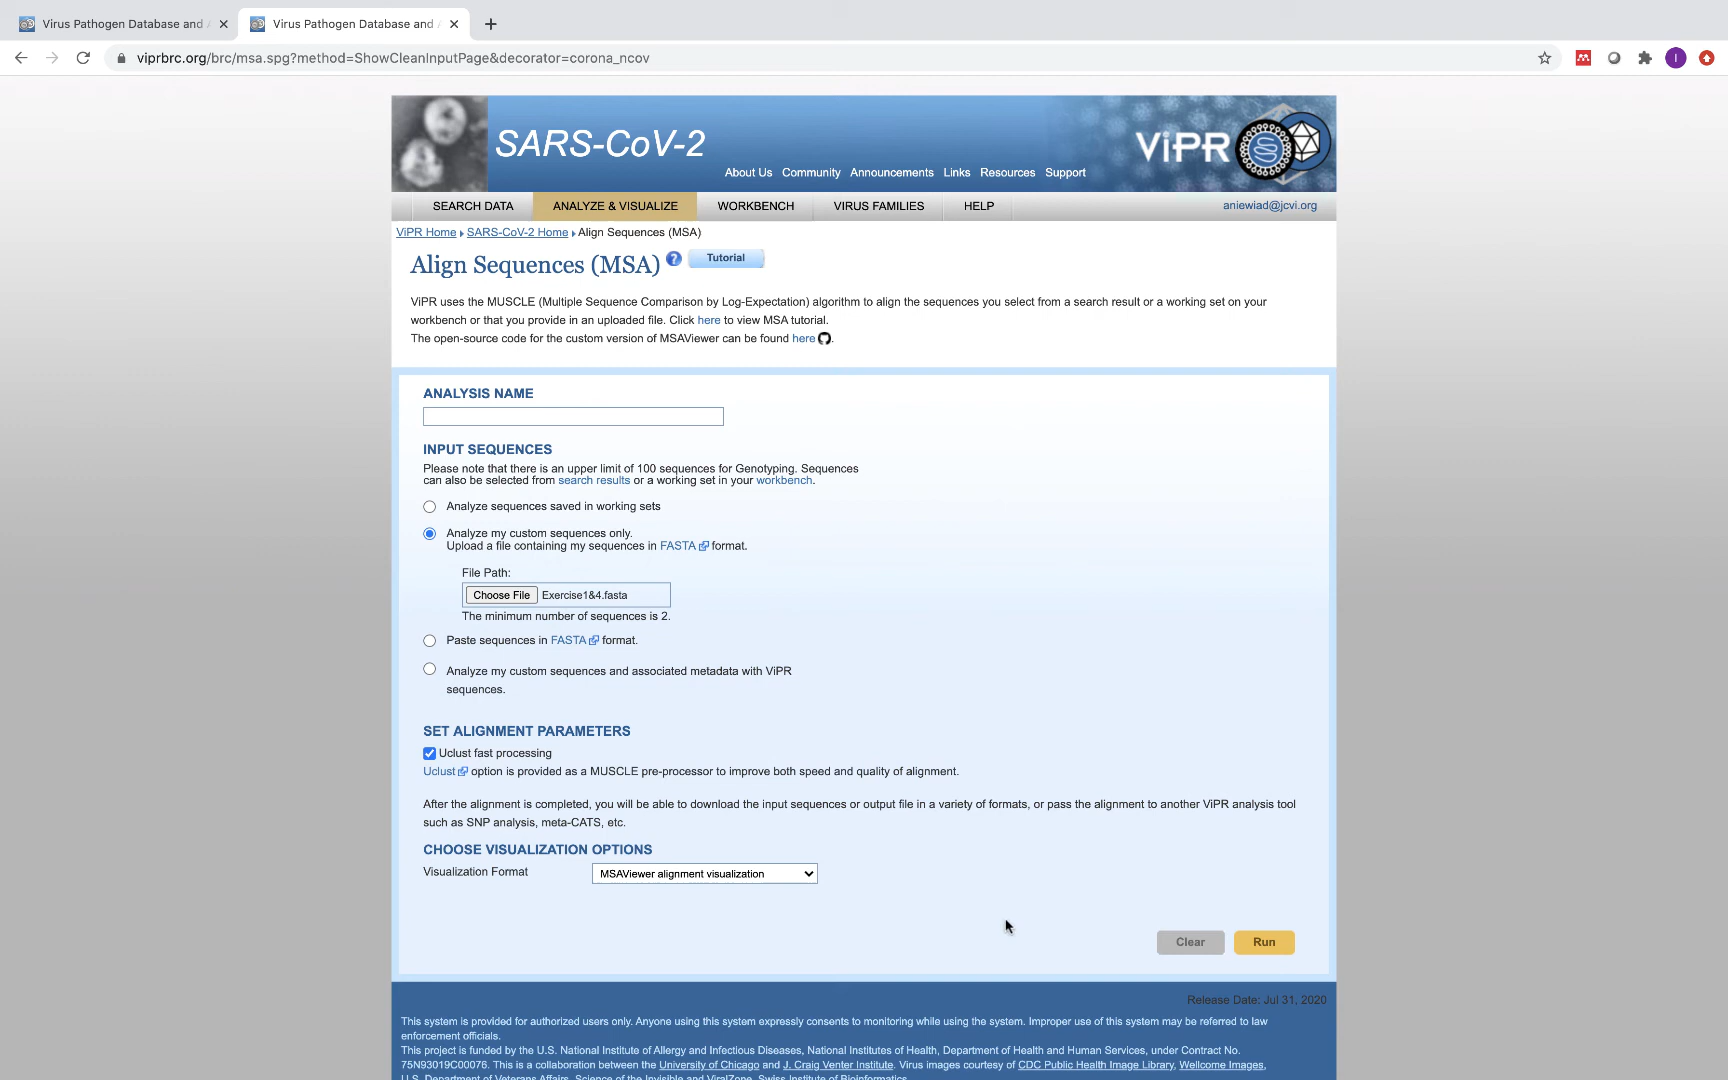 Virus Pathogen Database and
Virus Pathogen Database and
viprbrc.org/brc/msa.spg?method=ShowCleanInputPage&decorator=corona_ncov
I
SARS-CoV-2
ViPR
About Us Community Announcements Links Resources Support
SEARCH DATA ANALYZE & VISUALIZE WORKBENCH VIRUS FAMILIES HELP aniewiad@jcvi.org
ViPR Home SARS-CoV-2 Home Align Sequences (MSA)
Align Sequences (MSA) ? Tutorial
ViPR uses the MUSCLE (Multiple Sequence Comparison by Log-Expectation) algorithm to align the sequences you select from a search result or a working set on your
workbench or that you provide in an uploaded file. Click here to view MSA tutorial.
The open-source code for the custom version of MSAViewer can be found here.
ANALYSIS NAME
INPUT SEQUENCES
Please note that there is an upper limit of 100 sequences for Genotyping. Sequences
can also be selected from search results or a working set in your workbench.
Analyze sequences saved in working sets
Analyze my custom sequences only.
Upload a file containing my sequences in FASTA format.
File Path:
Choose File Exercise1&4.fasta
The minimum number of sequences is 2.
Paste sequences in FASTA format.
Analyze my custom sequences and associated metadata with ViPR
sequences.
SET ALIGNMENT PARAMETERS
Uclust fast processing
Uclust option is provided as a MUSCLE pre-processor to improve both speed and quality of alignment.
After the alignment is completed, you will be able to download the input sequences or output file in a variety of formats, or pass the alignment to another ViPR analysis tool
such as SNP analysis, meta-CATS, etc.
CHOOSE VISUALIZATION OPTIONS
Visualization Format MSAViewer alignment visualization
Clear Run
Release Date: Jul 31, 2020
This system is provided for authorized users only. Anyone using this system expressly consents to monitoring while using the system. Improper use of this system may be referred to law
enforcement officials.
This project is funded by the U.S. National Institute of Allergy and Infectious Diseases, National Institutes of Health, Department of Health and Human Services, under Contract No.
75N93019C00076. This is a collaboration between the University of Chicago and J. Craig Venter Institute. Virus images courtesy of CDC Public Health Image Library, Wellcome Images,
U.S. Department of Veterans Affairs, Science of the Invisible and ViralZone, Swiss Institute of Bioinformatics